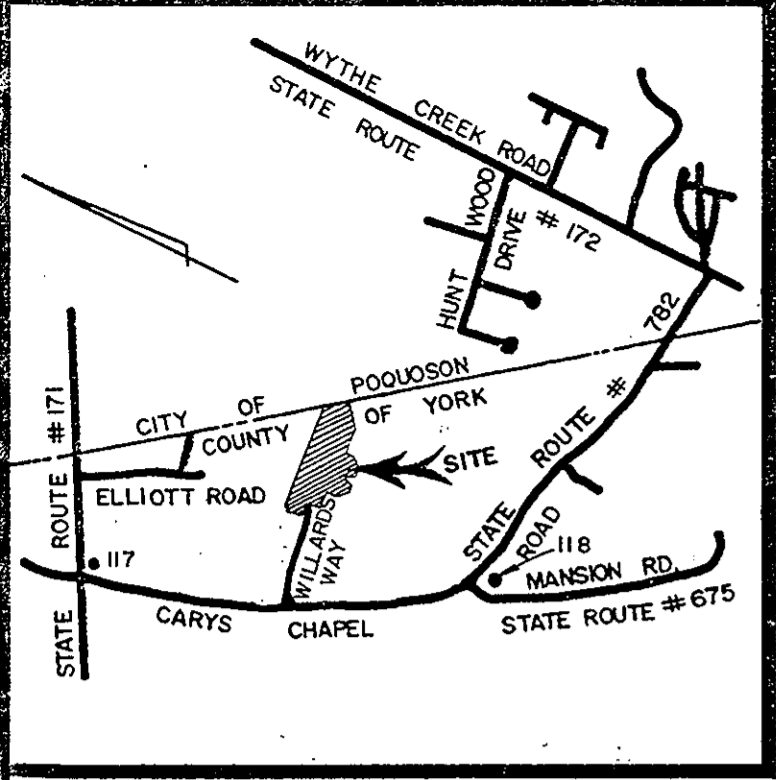 WYTHE CREEK ROAD
STATE ROUTE # 172
WOOD
HUNT DRIVE
782
STATE ROUTE #
CITY OF POQUOSON
COUNTY OF YORK
STATE ROUTE #171
ELLIOTT ROAD
SITE
WILLARDS
WAY
117
118
CARYS CHAPEL ROAD
MANSION RD.
STATE ROUTE # 675